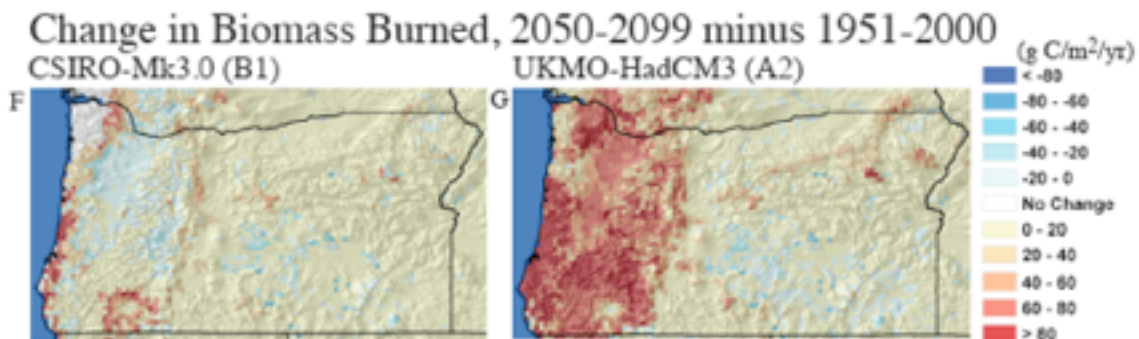 Change in Biomass Burned, 2050-2099 minus 1951-2000
CSIRO-Mk3.0 (B1)
UKMO-HadCM3 (A2)
(g C/m²/yr)
F
G
< -80
-80 - -60
-60 - -40
-40 - -20
-20 - 0
No Change
0 - 20
20 - 40
40 - 60
60 - 80
> 80